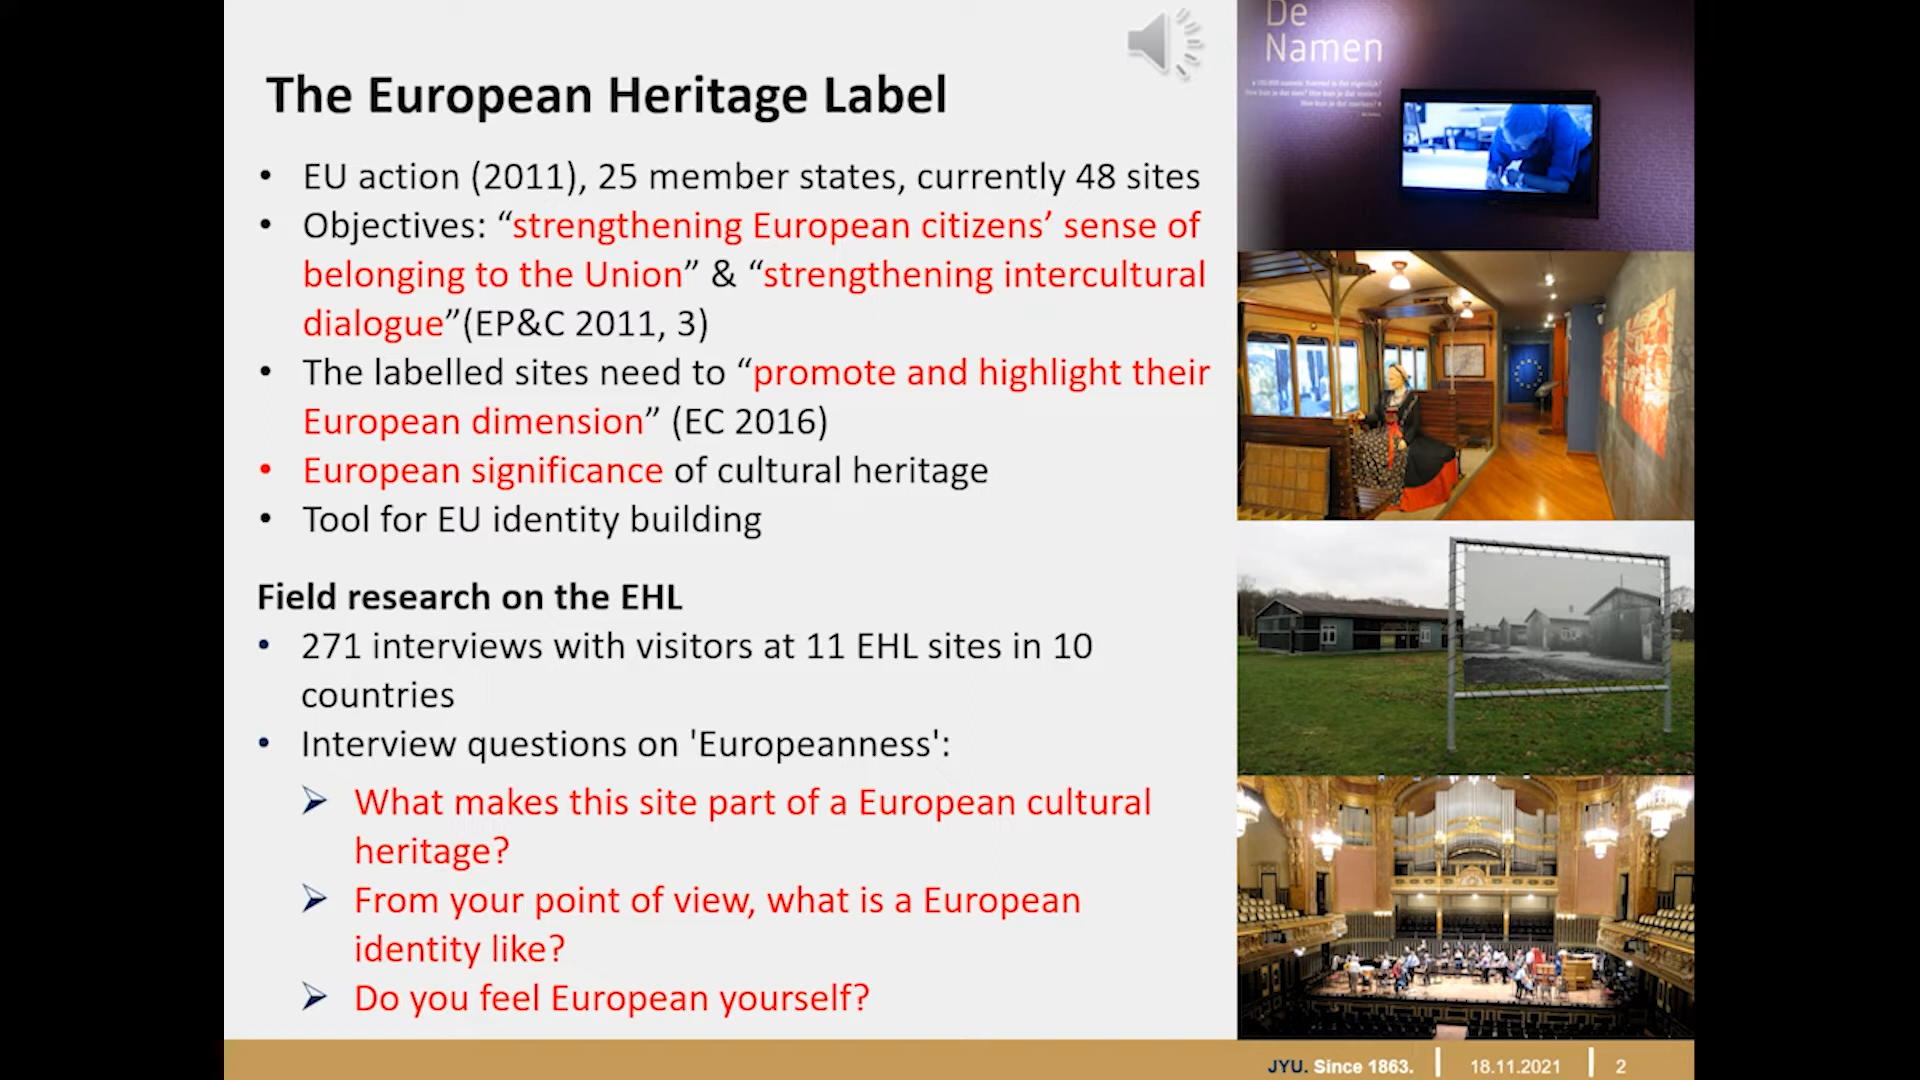 The European Heritage Label
• EU action (2011), 25 member states, currently 48 sites
• Objectives: “strengthening European citizens’ sense of
belonging to the Union” & “strengthening intercultural
dialogue”(EP&C 2011, 3)
• The labelled sites need to “promote and highlight their
European dimension” (EC 2016)
• European significance of cultural heritage
• Tool for EU identity building
Field research on the EHL
• 271 interviews with visitors at 11 EHL sites in 10
countries
• Interview questions on 'Europeanness':
➢ What makes this site part of a European cultural
heritage?
➢ From your point of view, what is a European
identity like?
➢ Do you feel European yourself?
De
Namen
JYU. Since 1863. | 18.11.2021 | 2